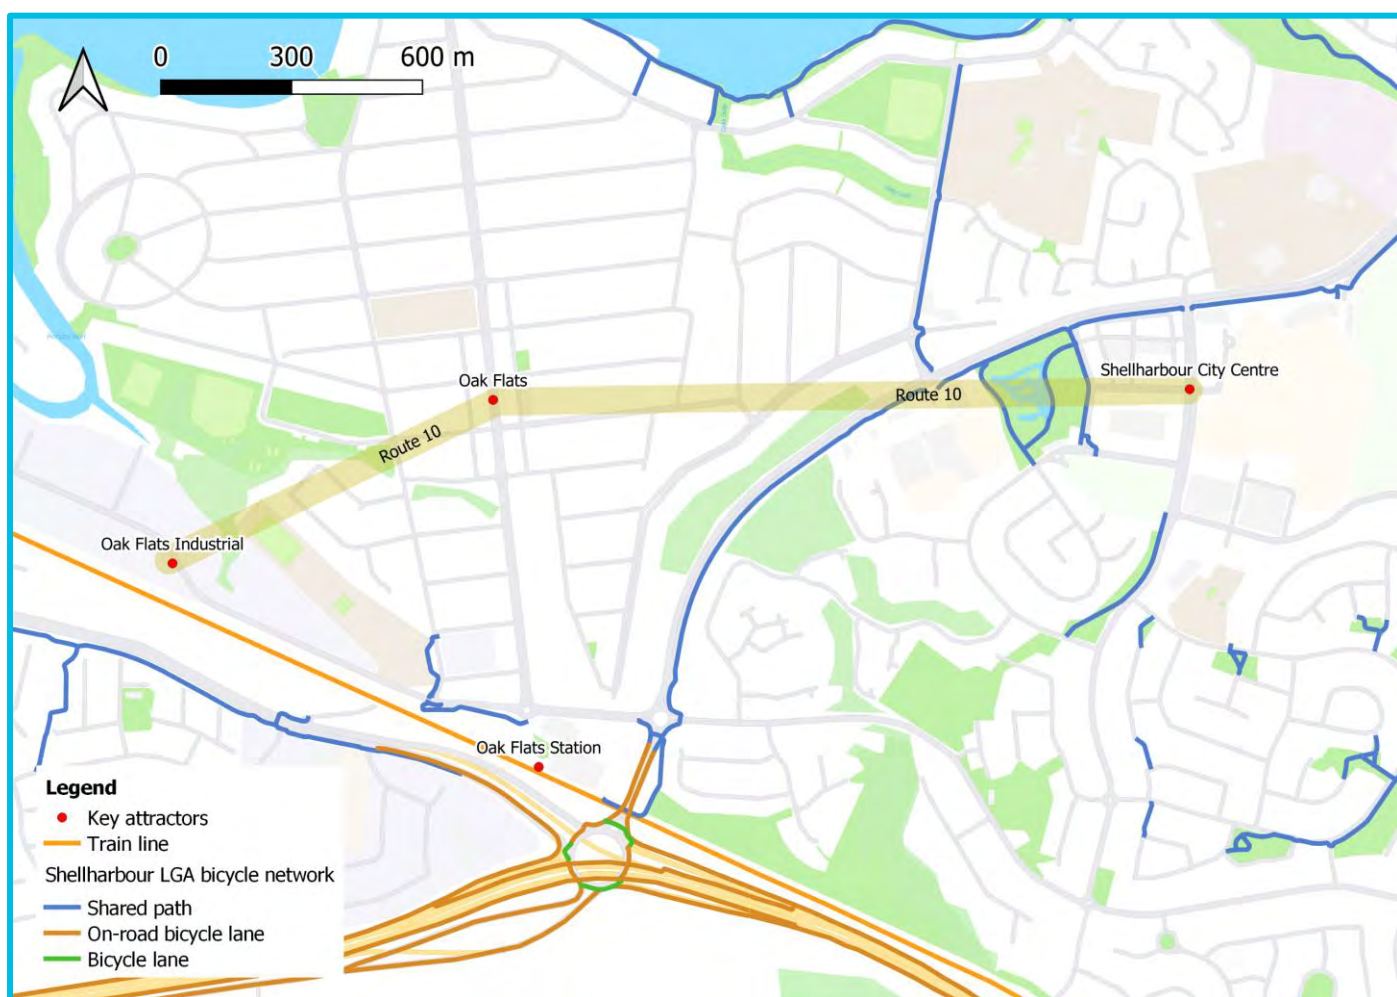 0 300 600 m
Oak Flats
Shellharbour City Centre
Route 10
Route 10
Oak Flats Industrial
Oak Flats Station
Legend
Key attractors
Train line
Shellharbour LGA bicycle network
Shared path
On-road bicycle lane
Bicycle lane